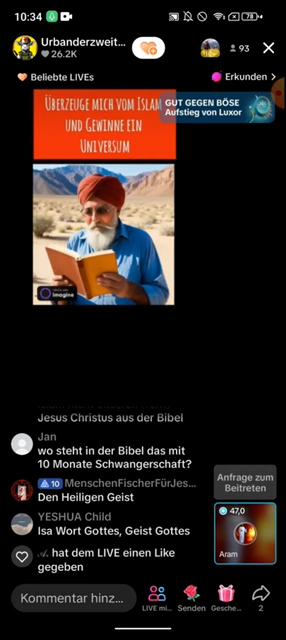 10:34
78
Urbanderzweit...
26.2K
93
Beliebte LIVEs
Erkunden >
ÜBERZEUGE MICH VOM ISLAM
UND GEWINNE EIN
UNIVERSUM
GUT GEGEN BÖSE
Aufstieg von Luxor
Imagine
Jesus Christus aus der Bibel
Jan
wo steht in der Bibel das mit
10 Monate Schwangerschaft?
10 MenschenFischerFürJes...
Den Heiligen Geist
YESHUA Child
Isa Wort Gottes, Geist Gottes
hat dem LIVE einen Like
gegeben
Anfrage zum
Beitreten
47,0
Aram
Kommentar hinz...
LIVE mi...
Senden
Gesche...
2